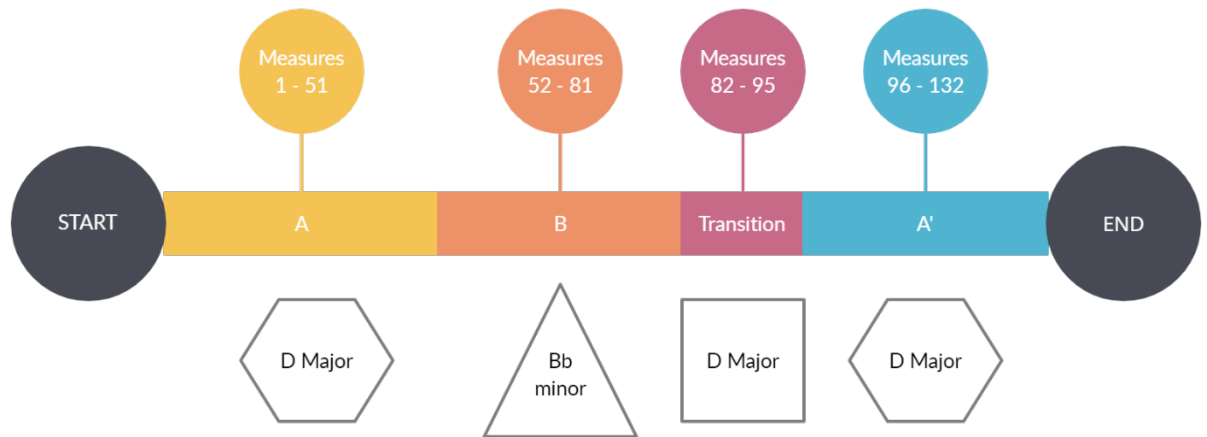 Measures
1 - 51
Measures
52 - 81
Measures
82 - 95
Measures
96 - 132
START
A
B
Transition
A'
END
D Major
Bb
minor
D Major
D Major